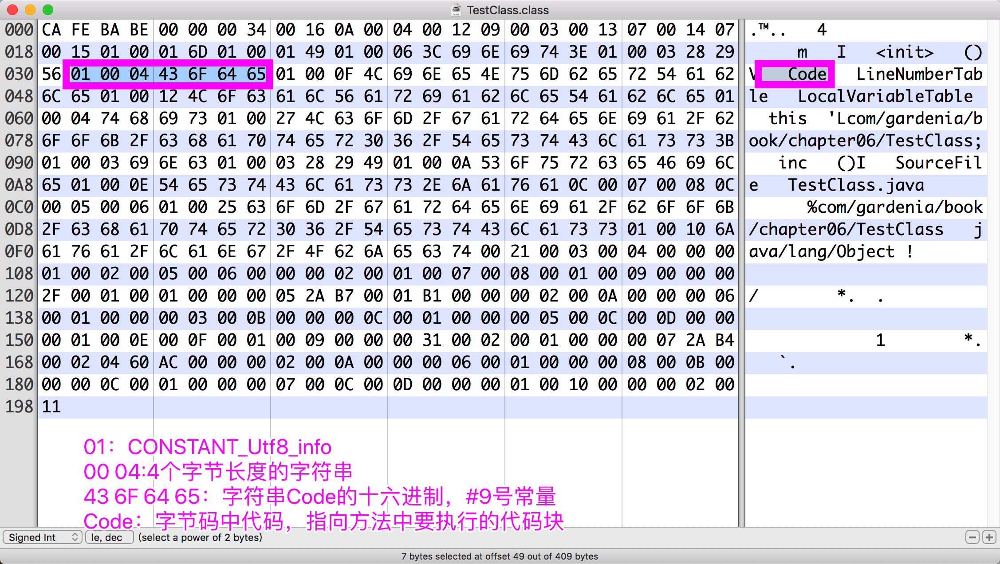 TestClass.class
000 CA FE BA BE 00 00 00 34 00 16 0A 00 04 00 12 09 00 03 00 13 07 00 14 07 .™.. 4
018 00 15 01 00 01 6D 01 00 01 49 01 00 06 3C 69 6E 69 74 3E 01 00 03 28 29 m I <init> ()
030 56 01 00 04 43 6F 64 65 01 00 0F 4C 69 6E 65 4E 75 6D 62 65 72 54 61 62 V Code LineNumberTab
048 6C 65 01 00 12 4C 6F 63 61 6C 56 61 72 69 61 62 6C 65 54 61 62 6C 65 01 le LocalVariableTable
060 00 04 74 68 69 73 01 00 27 4C 63 6F 6D 2F 67 61 72 64 65 6E 69 61 2F 62 this 'Lcom/gardenia/b
078 6F 6F 6B 2F 63 68 61 70 74 65 72 30 36 2F 54 65 73 74 43 6C 61 73 73 3B ook/chapter06/TestClass;
090 01 00 03 69 6E 63 01 00 03 28 29 49 01 00 0A 53 6F 75 72 63 65 46 69 6C inc ()I SourceFil
0A8 65 01 00 0E 54 65 73 74 43 6C 61 73 73 2E 6A 61 76 61 0C 00 07 00 08 0C e TestClass.java
0C0 00 05 00 06 01 00 25 63 6F 6D 2F 67 61 72 64 65 6E 69 61 2F 62 6F 6F 6B %com/gardenia/book
0D8 2F 63 68 61 70 74 65 72 30 36 2F 54 65 73 74 43 6C 61 73 73 01 00 10 6A /chapter06/TestClass j
0F0 61 76 61 2F 6C 61 6E 67 2F 4F 62 6A 65 63 74 00 21 00 03 00 04 00 00 00 ava/lang/Object !
108 01 00 02 00 05 00 06 00 00 00 02 00 01 00 07 00 08 00 01 00 09 00 00 00
120 2F 00 01 00 01 00 00 00 05 2A B7 00 01 B1 00 00 00 02 00 0A 00 00 00 06 / *. .
138 00 01 00 00 00 03 00 0B 00 00 00 0C 00 01 00 00 00 05 00 0C 00 0D 00 00
150 00 01 00 0E 00 0F 00 01 00 09 00 00 00 31 00 02 00 01 00 00 00 07 2A B4 1 *.
168 00 02 04 60 AC 00 00 00 02 00 0A 00 00 00 06 00 01 00 00 00 08 00 0B 00 `.
180 00 00 0C 00 01 00 00 00 07 00 0C 00 0D 00 00 00 01 00 10 00 00 00 02 00
198 11
01：CONSTANT_Utf8_info
00 04:4个字节长度的字符串
43 6F 64 65：字符串Code的十六进制，#9号常量
Code：字节码中代码，指向方法中要执行的代码块
Signed Int le, dec (select a power of 2 bytes)
7 bytes selected at offset 49 out of 409 bytes